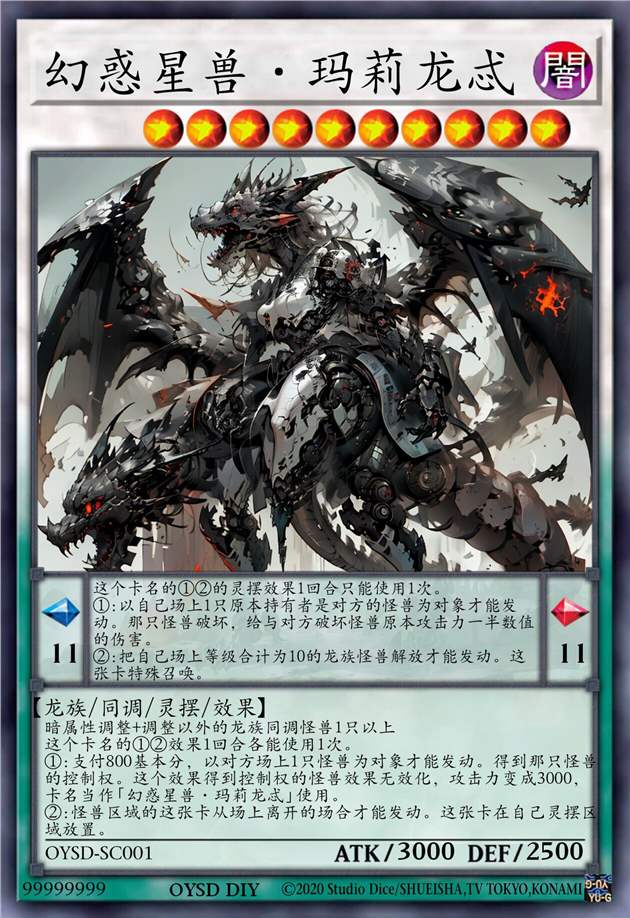 幻惑星兽·玛莉龙忒
闇
这个卡名的①②的灵摆效果1回合只能使用1次。
①:以自己场上1只原本持有者是对方的怪兽为对象才能发
动。那只怪兽破坏,给与对方破坏怪兽原本攻击力一半数值
的伤害。
②:把自己场上等级合计为10的龙族怪兽解放才能发动。这
张卡特殊召唤。
11
11
【龙族/同调/灵摆/效果】
暗属性调整+调整以外的龙族同调怪兽1只以上
这个卡名的①②效果1回合各能使用1次。
①:支付800基本分,以对方场上1只怪兽为对象才能发动。得到那只怪兽
的控制权。这个效果得到控制权的怪兽效果无效化,攻击力变成3000,
卡名当作「幻惑星兽·玛莉龙忒」使用。
②:怪兽区域的这张卡从场上离开的场合才能发动。这张卡在自己灵摆区
域放置。
OYSD-SC001
ATK/3000 DEF/2500
99999999
OYSD DIY
©2020 Studio Dice/SHUEISHA,TV TOKYO,KONAMI
YU-G
YU-G